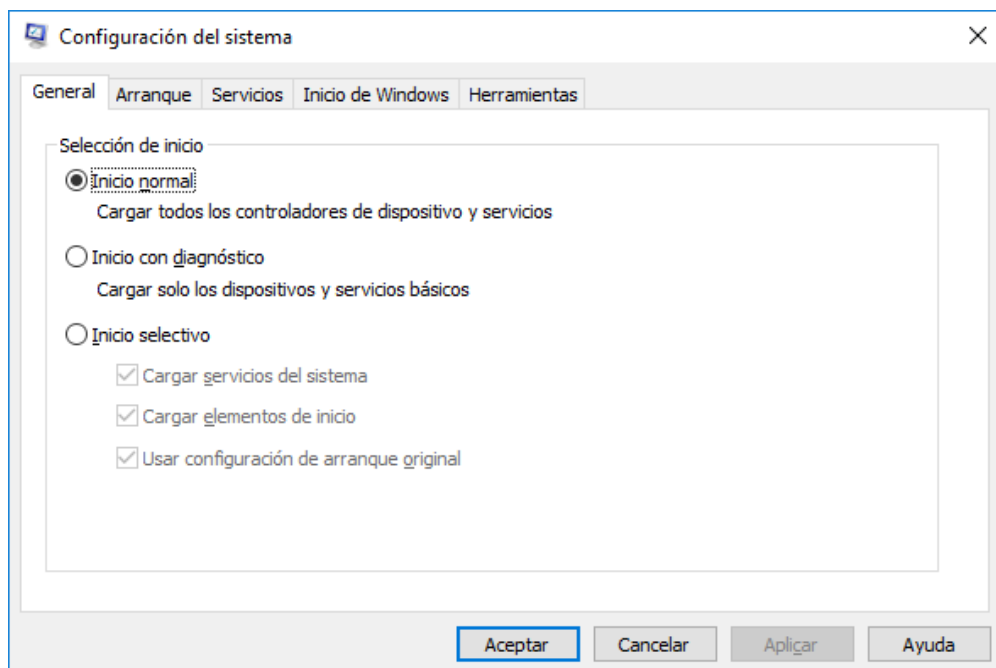 Configuración del sistema
General Arranque Servicios Inicio de Windows Herramientas
Selección de inicio
Inicio normal
Cargar todos los controladores de dispositivo y servicios
Inicio con diagnóstico
Cargar solo los dispositivos y servicios básicos
Inicio selectivo
Cargar servicios del sistema
Cargar elementos de inicio
Usar configuración de arranque original
Aceptar Cancelar Aplicar Ayuda